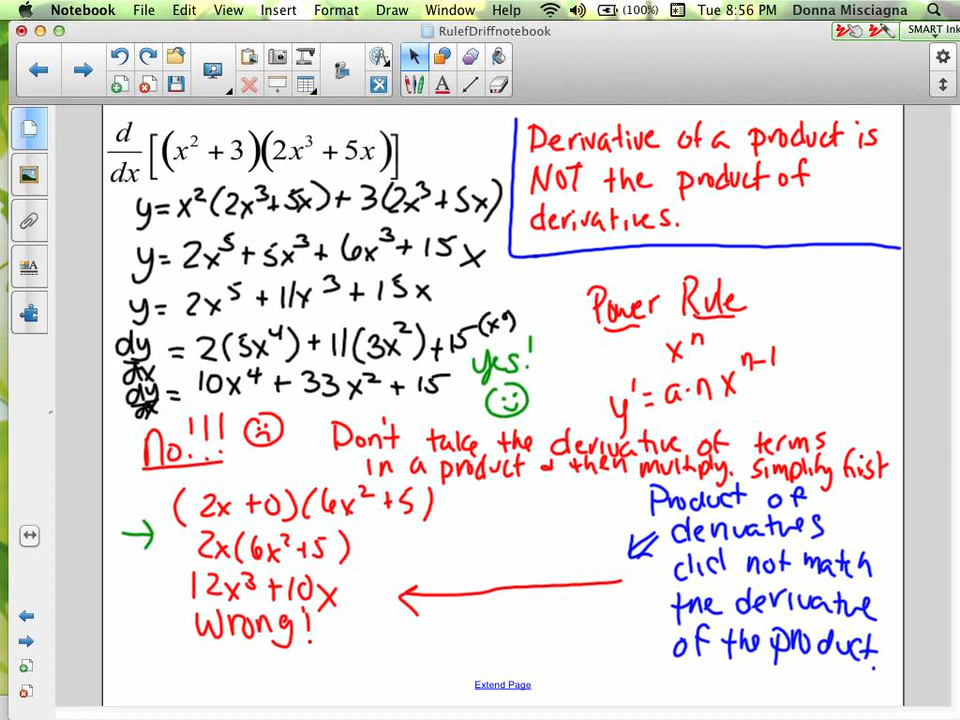 Notebook File Edit View Insert Format Draw Window Help (100%) Tue 8:56 PM Donna Misciagna
RulefDriffnotebook
SMART Ink
d/dx [(x² + 3)(2x³ + 5x)]
y = x²(2x³+5x) + 3(2x³+5x)
y = 2x⁵ + 5x³ + 6x³ + 15x
y = 2x⁵ + 11x³ + 15x
dy/dx = 2(5x⁴) + 11(3x²) + 15(x⁰)
dy/dx = 10x⁴ + 33x² + 15
yes!
Derivative of a product is
NOT the product of
derivatives.
Power Rule
xⁿ
y' = a·n xⁿ⁻¹
No!!!
Don't take the derivative of terms
in a product & then multiply. Simplify first
(2x + 0)(6x² + 5)
2x(6x² + 5)
12x³ + 10x
Wrong!
Product of
derivatives
did not match
the derivative
of the product.
Extend Page